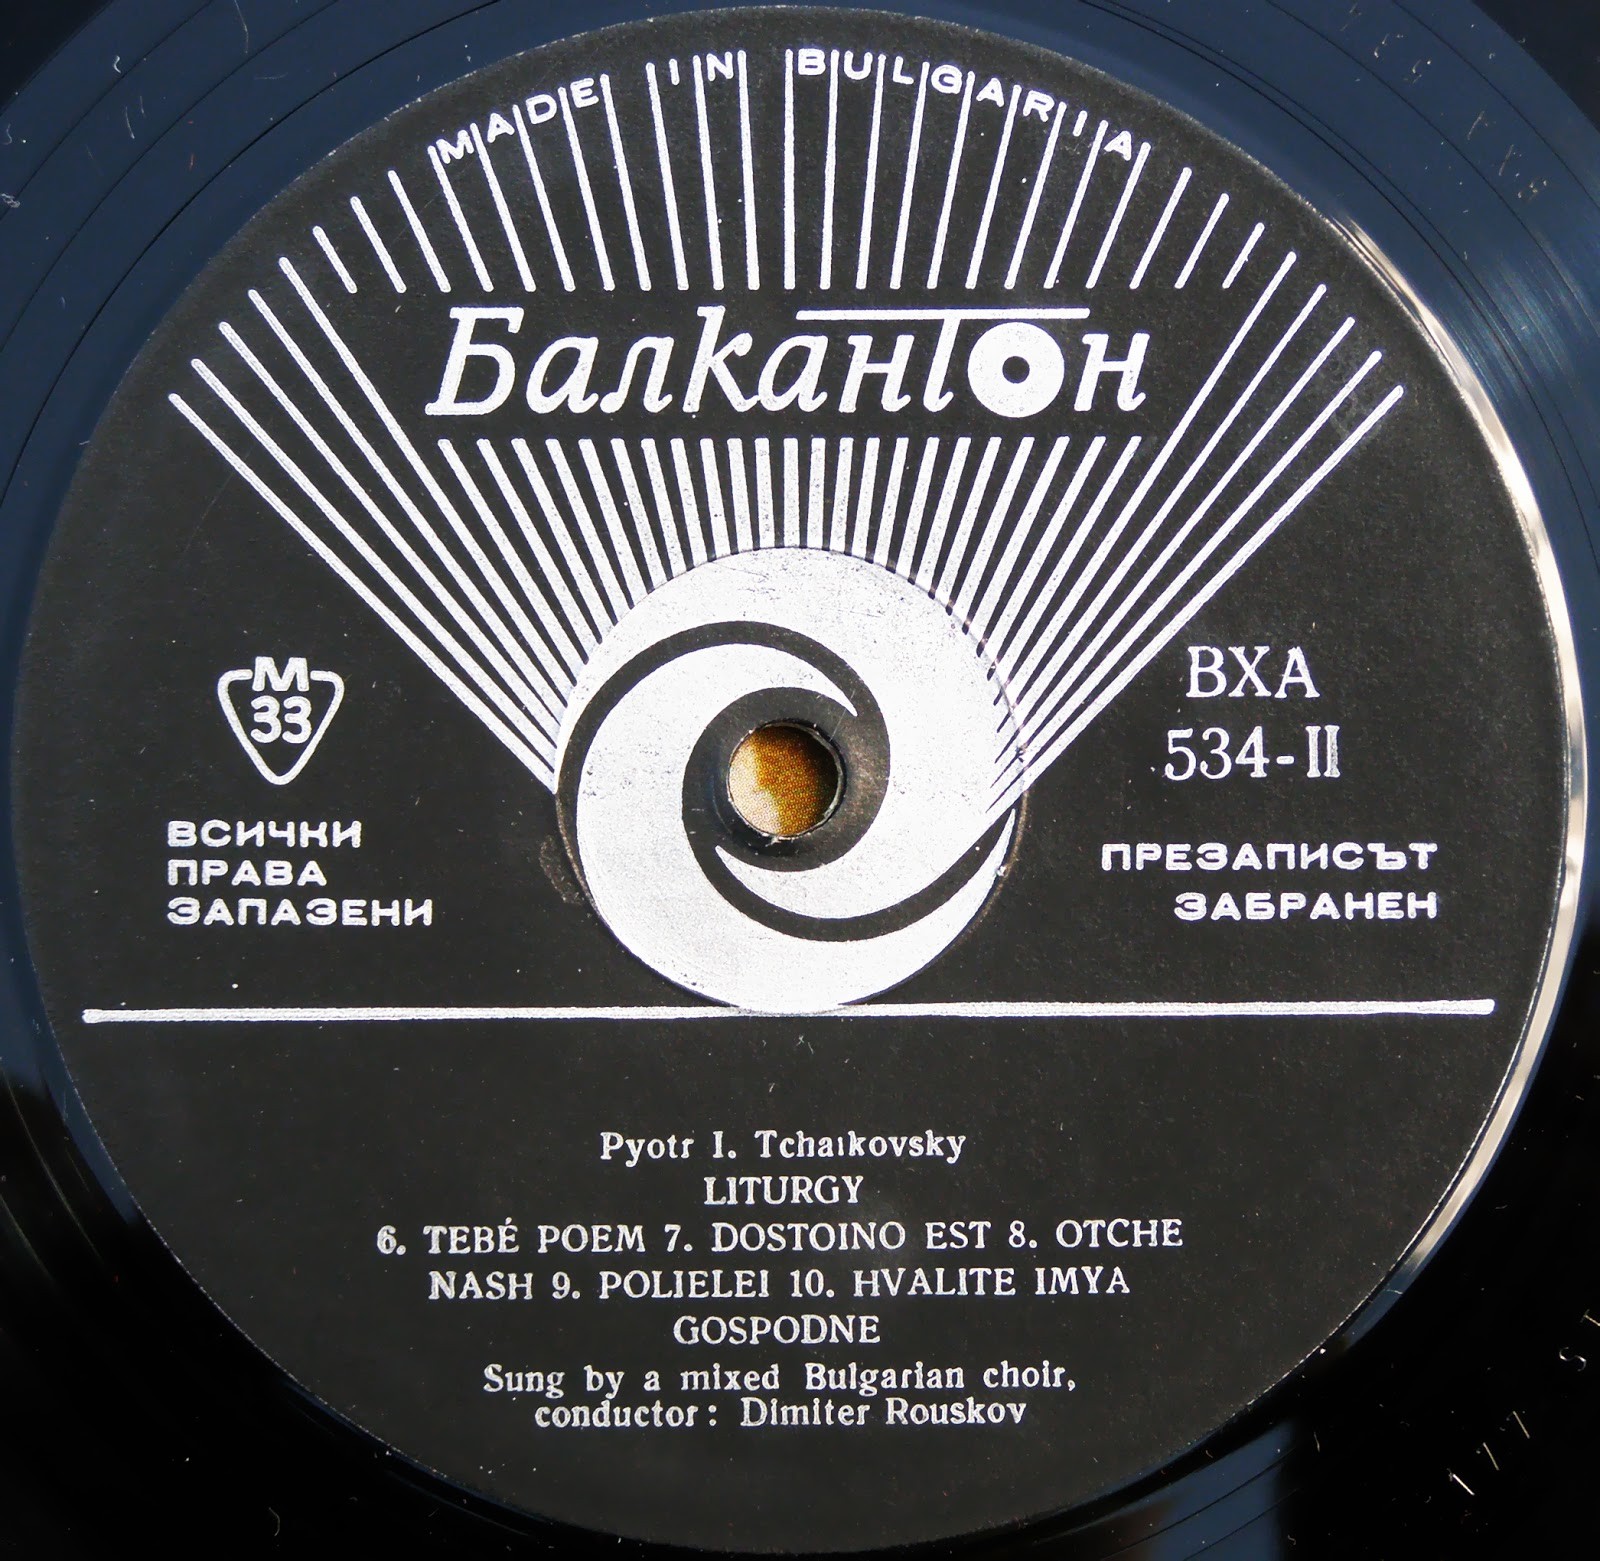 MADE IN BULGARIA
Балкантон
М
33
ВСИЧКИ
ПРАВА
ЗАПАЗЕНИ
ВХА
534-II
ПРЕЗАПИСЪТ
ЗАБРАНЕН
Pyotr I. Tchaikovsky
LITURGY
6. TEBÉ POEM 7. DOSTOINO EST 8. OTCHE
NASH 9. POLIELEI 10. HVALITE IMYA
GOSPODNE
Sung by a mixed Bulgarian choir,
conductor: Dimiter Rouskov